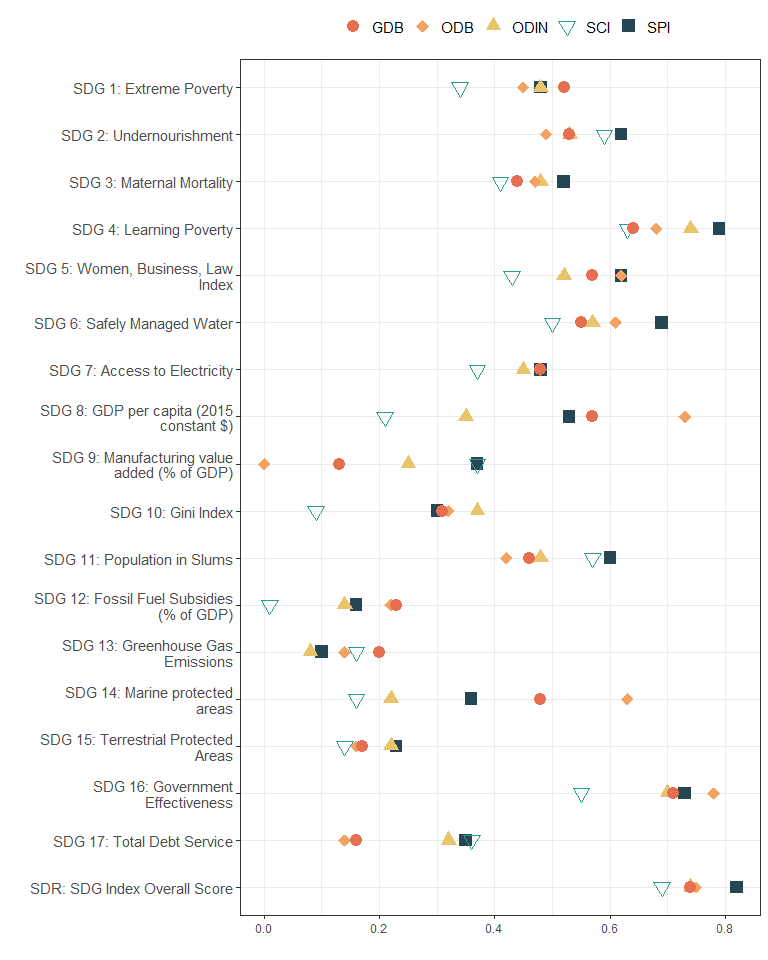 GDB ODB ODIN SCI SPI
SDG 1: Extreme Poverty
SDG 2: Undernourishment
SDG 3: Maternal Mortality
SDG 4: Learning Poverty
SDG 5: Women, Business, Law
Index
SDG 6: Safely Managed Water
SDG 7: Access to Electricity
SDG 8: GDP per capita (2015
constant $)
SDG 9: Manufacturing value
added (% of GDP)
SDG 10: Gini Index
SDG 11: Population in Slums
SDG 12: Fossil Fuel Subsidies
(% of GDP)
SDG 13: Greenhouse Gas
Emissions
SDG 14: Marine protected
areas
SDG 15: Terrestrial Protected
Areas
SDG 16: Government
Effectiveness
SDG 17: Total Debt Service
SDR: SDG Index Overall Score
0.0 0.2 0.4 0.6 0.8